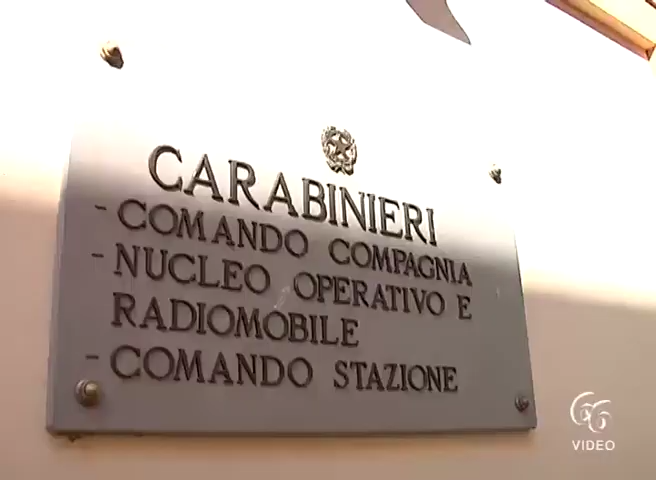 CARABINIERI
- COMANDO COMPAGNIA
- NUCLEO OPERATIVO E
RADIOMOBILE
- COMANDO STAZIONE
VIDEO